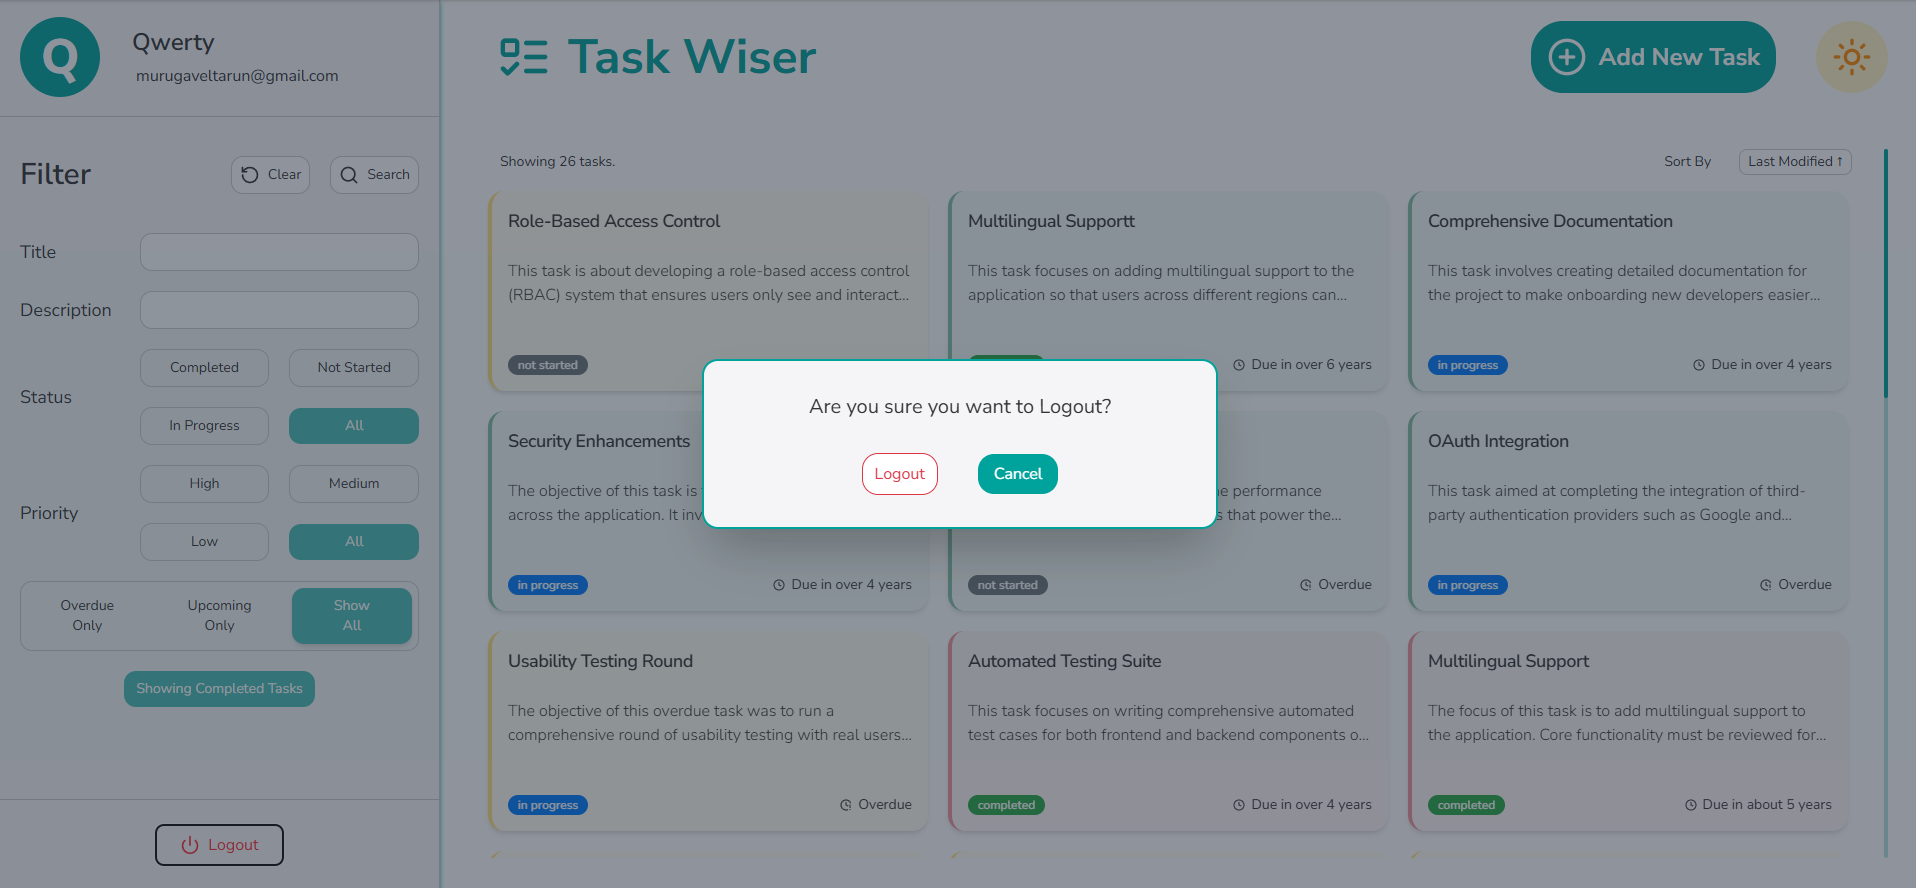 Q
Qwerty
murugaveltarun@gmail.com
Filter
Clear
Search
Title
Description
Status
Completed
Not Started
In Progress
All
Priority
High
Medium
Low
All
Overdue Only
Upcoming Only
Show All
Showing Completed Tasks
Logout
Task Wiser
Add New Task
Showing 26 tasks.
Sort By
Last Modified ↑
Role-Based Access Control
This task is about developing a role-based access control
(RBAC) system that ensures users only see and interact...
not started
Multilingual Supportt
This task focuses on adding multilingual support to the
application so that users across different regions can...
Due in over 6 years
Comprehensive Documentation
This task involves creating detailed documentation for
the project to make onboarding new developers easier...
in progress
Due in over 4 years
Are you sure you want to Logout?
Logout
Cancel
Security Enhancements
The objective of this task is
across the application. It
in progress
Due in over 4 years
performance
that power the...
not started
Overdue
OAuth Integration
This task aimed at completing the integration of third-
party authentication providers such as Google and...
in progress
Overdue
Usability Testing Round
The objective of this overdue task was to run a
comprehensive round of usability testing with real users...
in progress
Overdue
Automated Testing Suite
This task focuses on writing comprehensive automated
test cases for both frontend and backend components o...
completed
Due in over 4 years
Multilingual Support
The focus of this task is to add multilingual support to
the application. Core functionality must be reviewed for...
completed
Due in about 5 years